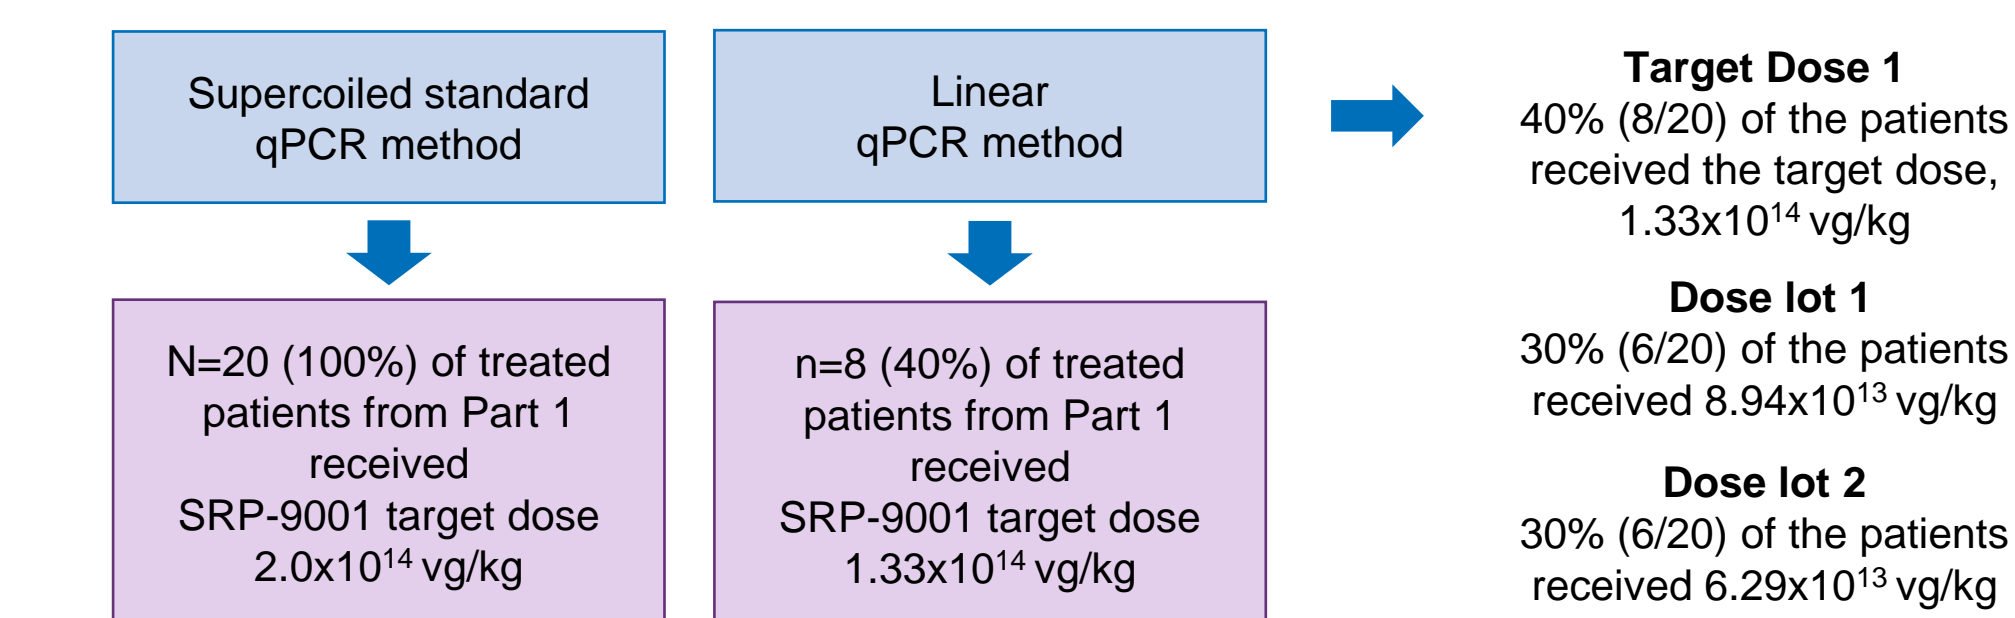 Supercoiled standard
qPCR method
Linear
qPCR method
N=20 (100%) of treated
patients from Part 1
received
SRP-9001 target dose
2.0x10¹⁴ vg/kg
n=8 (40%) of treated
patients from Part 1
received
SRP-9001 target dose
1.33x10¹⁴ vg/kg
Target Dose 1
40% (8/20) of the patients
received the target dose,
1.33x10¹⁴ vg/kg
Dose lot 1
30% (6/20) of the patients
received 8.94x10¹³ vg/kg
Dose lot 2
30% (6/20) of the patients
received 6.29x10¹³ vg/kg